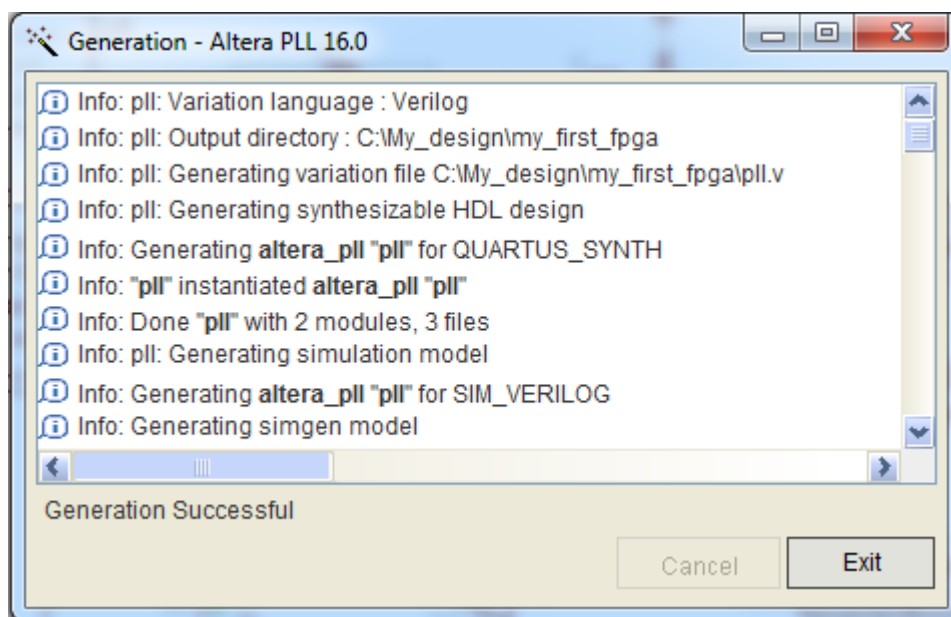 Generation - Altera PLL 16.0
Info: pll: Variation language : Verilog
Info: pll: Output directory : C:\My_design\my_first_fpga
Info: pll: Generating variation file C:\My_design\my_first_fpga\pll.v
Info: pll: Generating synthesizable HDL design
Info: Generating altera_pll "pll" for QUARTUS_SYNTH
Info: "pll" instantiated altera_pll "pll"
Info: Done "pll" with 2 modules, 3 files
Info: pll: Generating simulation model
Info: Generating altera_pll "pll" for SIM_VERILOG
Info: Generating simgen model
Generation Successful
Cancel Exit